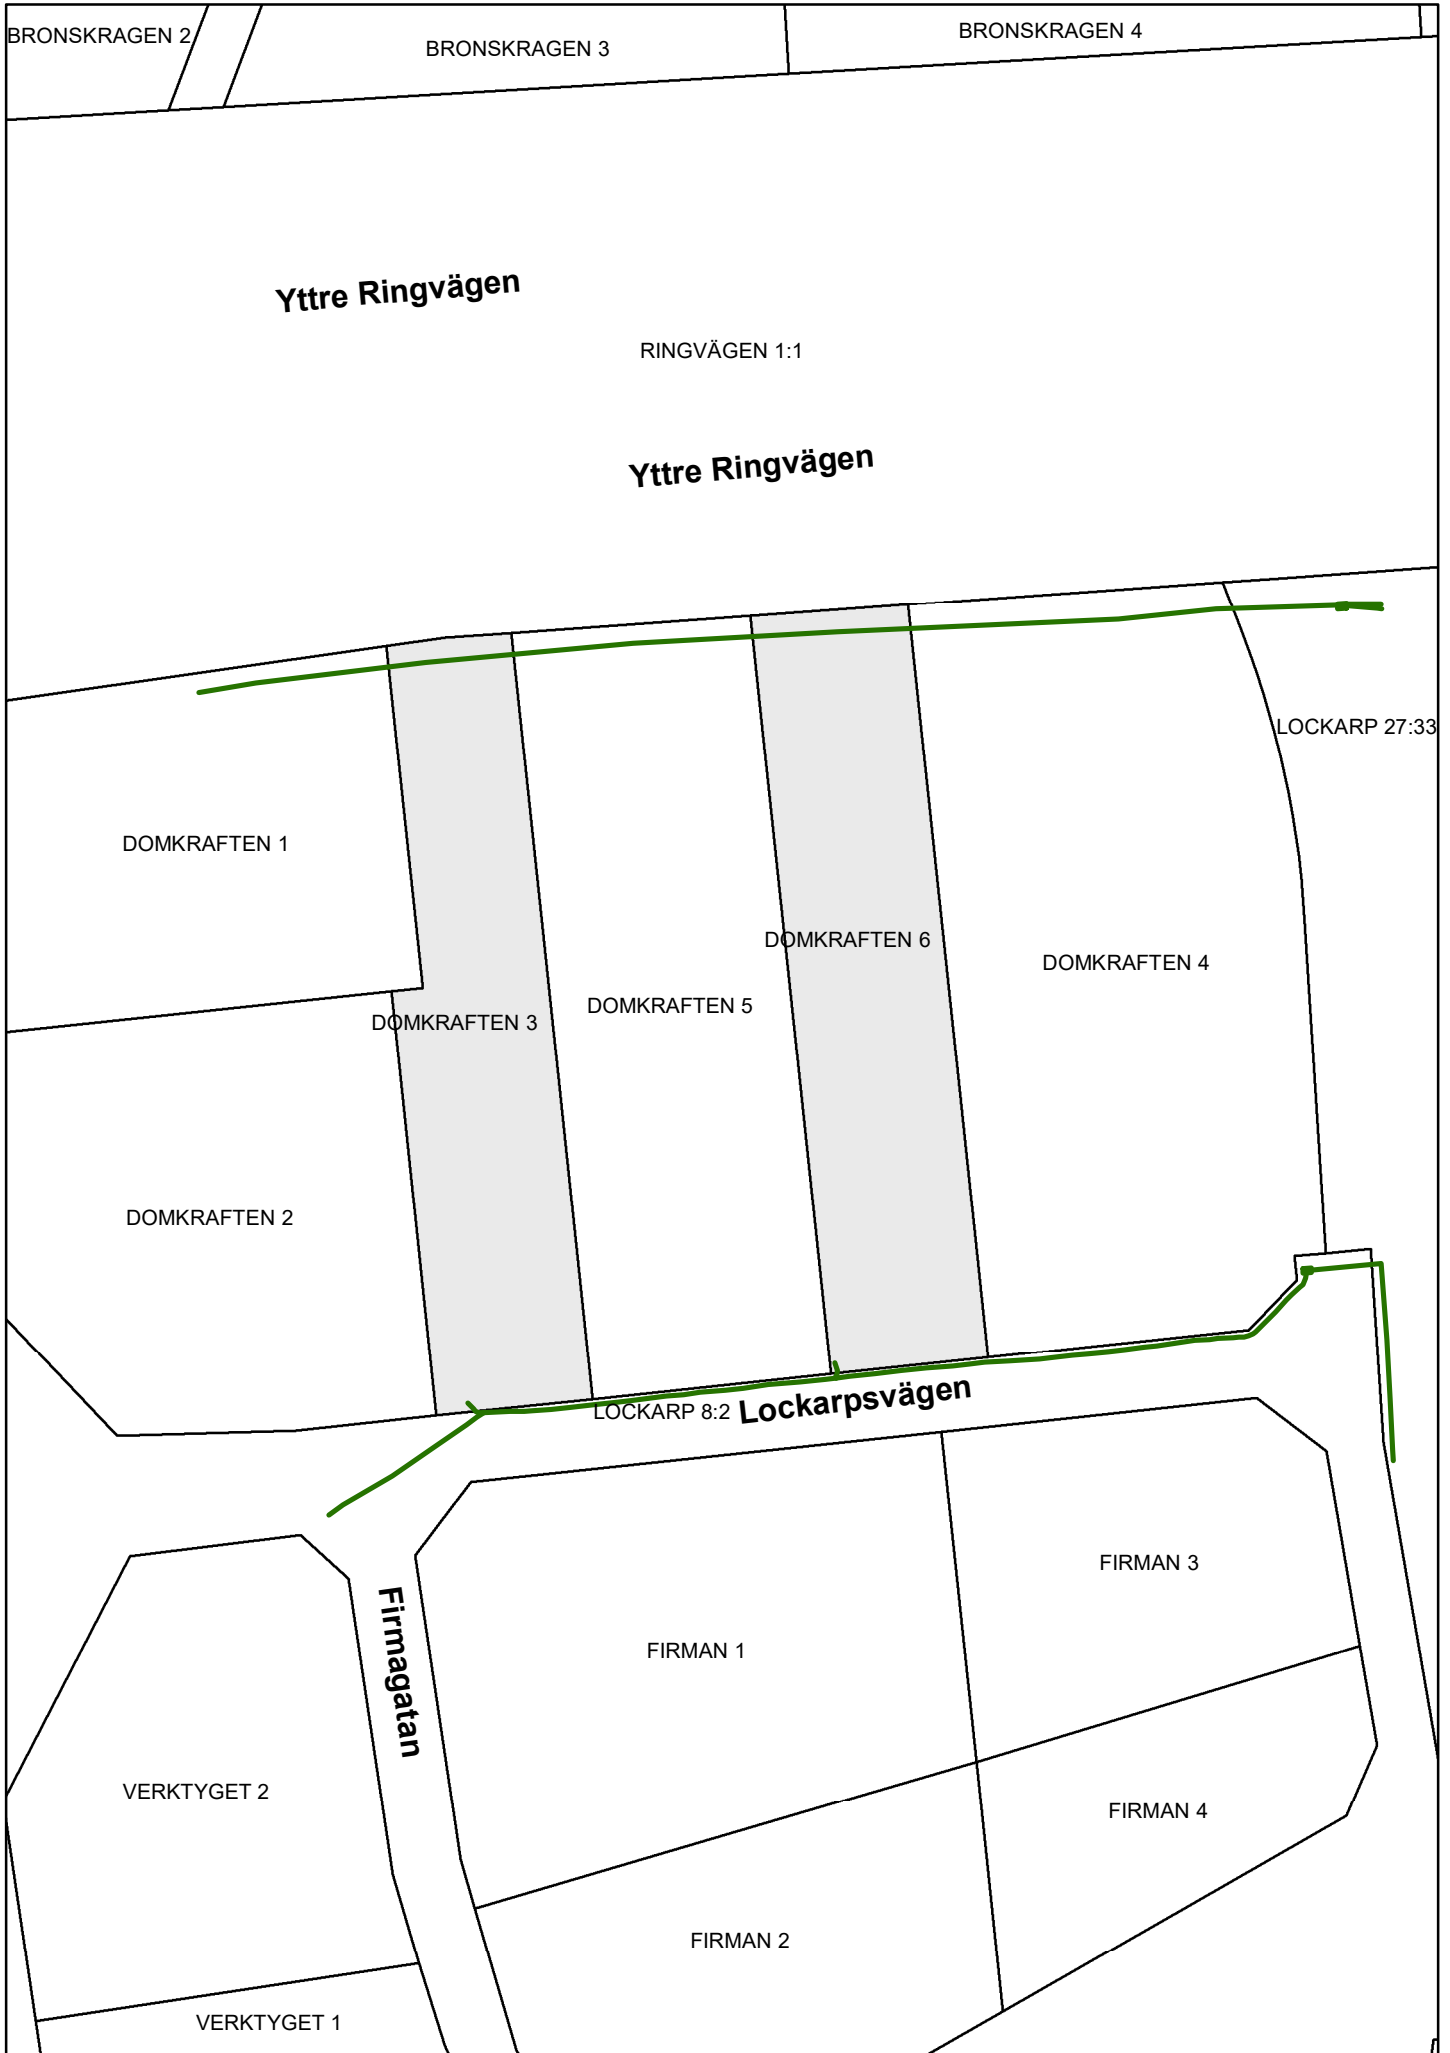 BRONSKRAGEN 2
BRONSKRAGEN 3
BRONSKRAGEN 4
Yttre Ringvägen
RINGVÄGEN 1:1
Yttre Ringvägen
LOCKARP 27:33
DOMKRAFTEN 1
DOMKRAFTEN 6
DOMKRAFTEN 4
DOMKRAFTEN 5
DOMKRAFTEN 3
DOMKRAFTEN 2
LOCKARP 8:2
Lockarpsvägen
FIRMAN 3
FIRMAN 1
Firmagatan
VERKTYGET 2
FIRMAN 4
FIRMAN 2
VERKTYGET 1